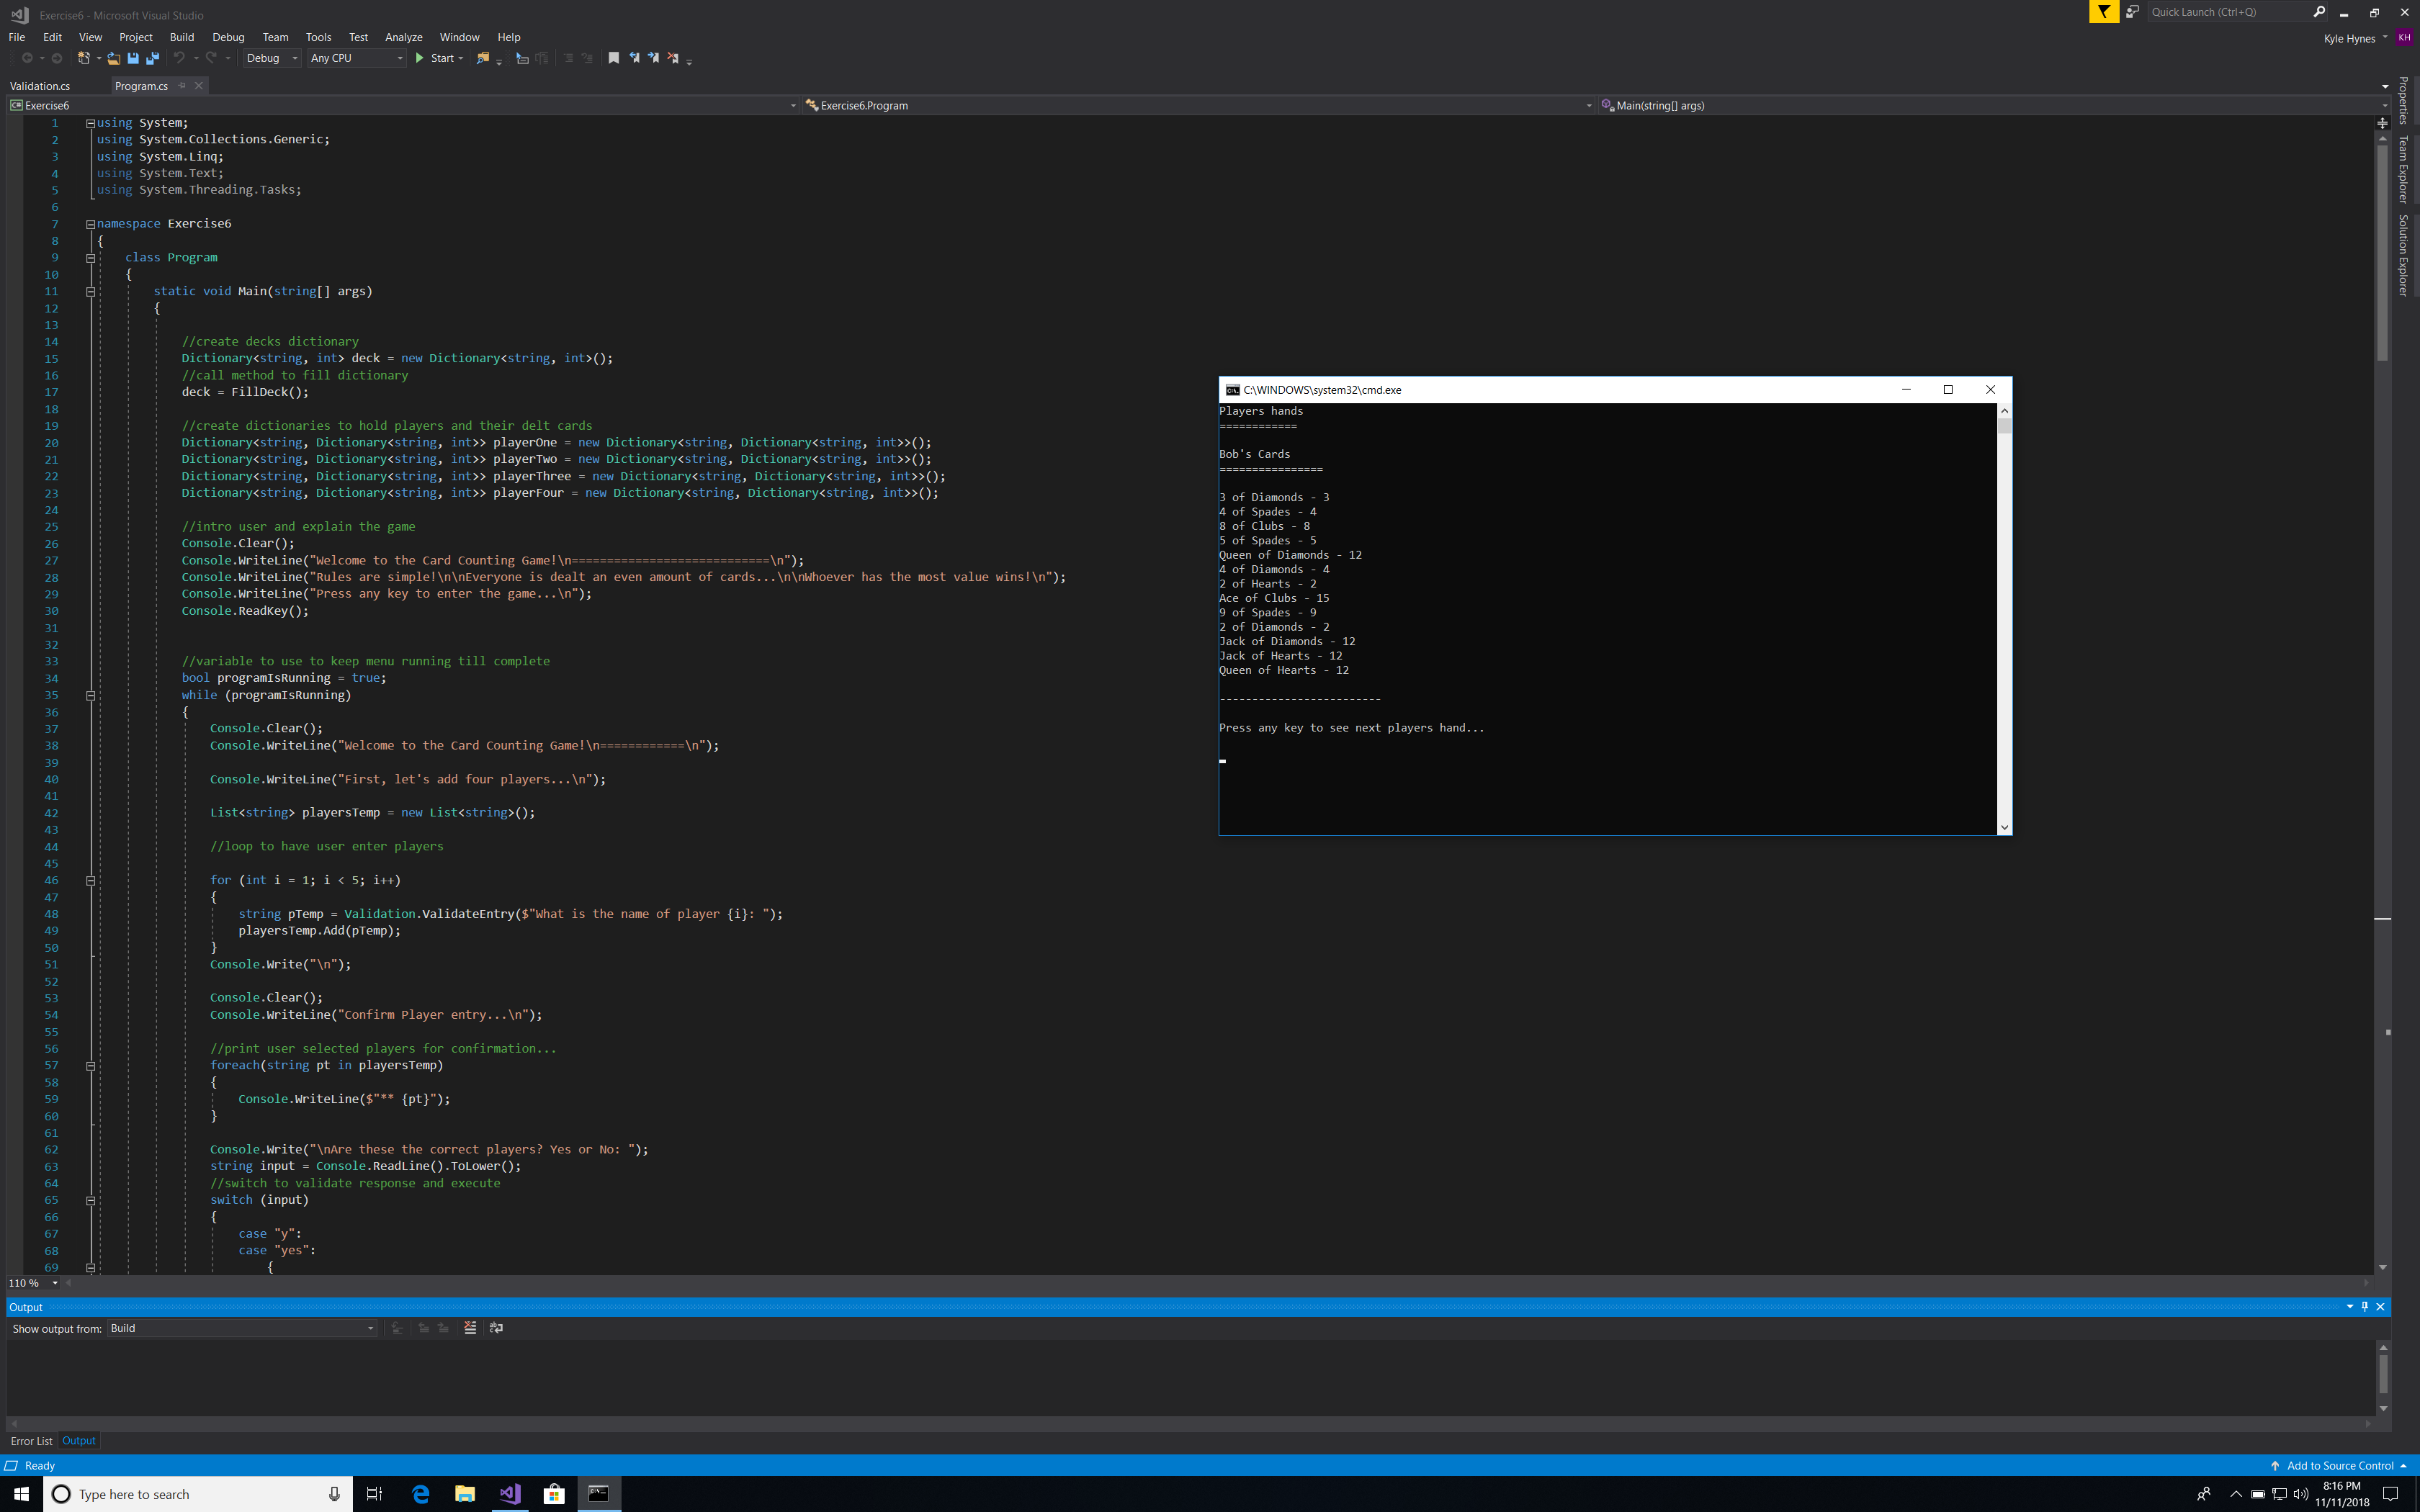 Exercise6 - Microsoft Visual Studio
Quick Launch (Ctrl+Q)
File Edit View Project Build Debug Team Tools Test Analyze Window Help
Kyle Hynes KH
Debug Any CPU Start
Validation.cs Program.cs
Exercise6 Exercise6.Program Main(string[] args)
Properties
Team Explorer
Solution Explorer
1 using System;
2 using System.Collections.Generic;
3 using System.Linq;
4 using System.Text;
5 using System.Threading.Tasks;
6
7 namespace Exercise6
8 {
9 class Program
10 {
11 static void Main(string[] args)
12 {
13
14 //create decks dictionary
15 Dictionary<string, int> deck = new Dictionary<string, int>();
16 //call method to fill dictionary
17 deck = FillDeck();
18
19 //create dictionaries to hold players and their delt cards
20 Dictionary<string, Dictionary<string, int>> playerOne = new Dictionary<string, Dictionary<string, int>>();
21 Dictionary<string, Dictionary<string, int>> playerTwo = new Dictionary<string, Dictionary<string, int>>();
22 Dictionary<string, Dictionary<string, int>> playerThree = new Dictionary<string, Dictionary<string, int>>();
23 Dictionary<string, Dictionary<string, int>> playerFour = new Dictionary<string, Dictionary<string, int>>();
24
25 //intro user and explain the game
26 Console.Clear();
27 Console.WriteLine("Welcome to the Card Counting Game!\n============================\n");
28 Console.WriteLine("Rules are simple!\n\nEveryone is dealt an even amount of cards...\n\nWhoever has the most value wins!\n");
29 Console.WriteLine("Press any key to enter the game...\n");
30 Console.ReadKey();
31
32
33 //variable to use to keep menu running till complete
34 bool programIsRunning = true;
35 while (programIsRunning)
36 {
37 Console.Clear();
38 Console.WriteLine("Welcome to the Card Counting Game!\n============\n");
39
40 Console.WriteLine("First, let's add four players...\n");
41
42 List<string> playersTemp = new List<string>();
43
44 //loop to have user enter players
45
46 for (int i = 1; i < 5; i++)
47 {
48 string pTemp = Validation.ValidateEntry($"What is the name of player {i}: ");
49 playersTemp.Add(pTemp);
50 }
51 Console.Write("\n");
52
53 Console.Clear();
54 Console.WriteLine("Confirm Player entry...\n");
55
56 //print user selected players for confirmation...
57 foreach(string pt in playersTemp)
58 {
59 Console.WriteLine($"** {pt}");
60 }
61
62 Console.Write("\nAre these the correct players? Yes or No: ");
63 string input = Console.ReadLine().ToLower();
64 //switch to validate response and execute
65 switch (input)
66 {
67 case "y":
68 case "yes":
69 {
C:\WINDOWS\system32\cmd.exe
Players hands
============
Bob's Cards
================
3 of Diamonds - 3
4 of Spades - 4
8 of Clubs - 8
5 of Spades - 5
Queen of Diamonds - 12
4 of Diamonds - 4
2 of Hearts - 2
Ace of Clubs - 15
9 of Spades - 9
2 of Diamonds - 2
Jack of Diamonds - 12
Jack of Hearts - 12
Queen of Hearts - 12
-------------------------
Press any key to see next players hand...
110 %
Output
Show output from: Build
Error List Output
Ready
Add to Source Control
Type here to search
8:16 PM
11/11/2018